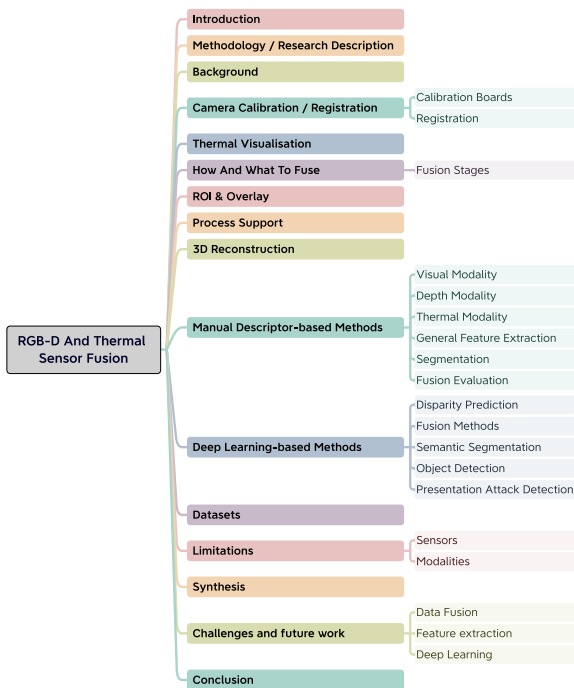 Introduction
Methodology / Research Description
Background
Camera Calibration / Registration
Calibration Boards
Registration
Thermal Visualisation
How And What To Fuse
Fusion Stages
ROI & Overlay
Process Support
3D Reconstruction
RGB-D And Thermal
Sensor Fusion
Manual Descriptor-based Methods
Visual Modality
Depth Modality
Thermal Modality
General Feature Extraction
Segmentation
Fusion Evaluation
Deep Learning-based Methods
Disparity Prediction
Fusion Methods
Semantic Segmentation
Object Detection
Presentation Attack Detection
Datasets
Limitations
Sensors
Modalities
Synthesis
Challenges and future work
Data Fusion
Feature extraction
Deep Learning
Conclusion